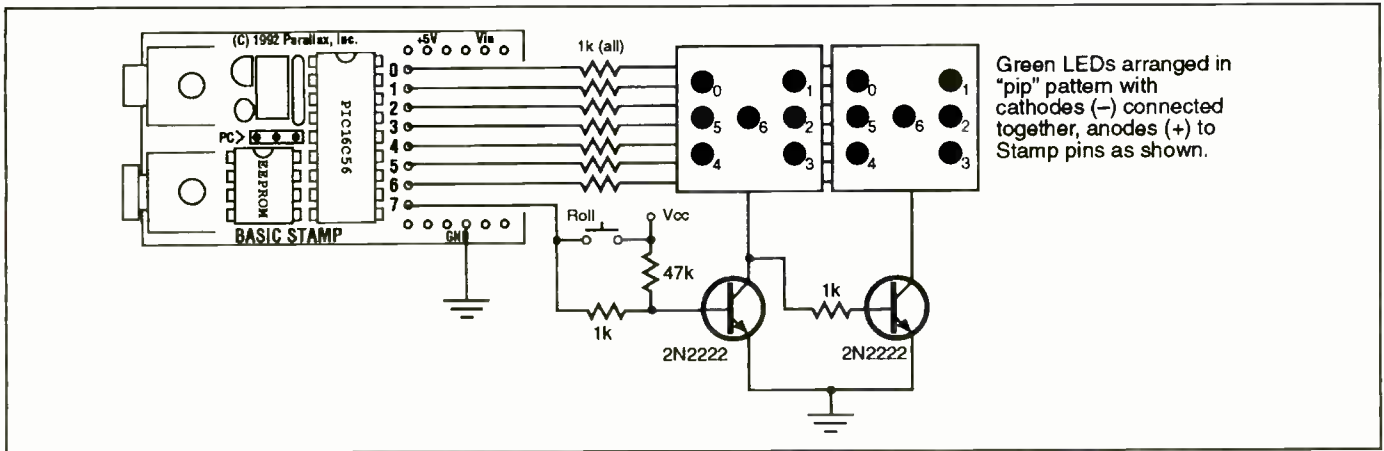 (C) 1992 Parallax, Inc.
+5V
Vin
1k (all)
0
1
2
3
4
5
6
7
PIC16C56
PC>
EEPROM
BASIC STAMP
GND
0
1
5
6
2
4
3
0
1
5
6
2
4
3
Green LEDs arranged in
"pip" pattern with
cathodes (–) connected
together, anodes (+) to
Stamp pins as shown.
Roll
Vcc
47k
1k
2N2222
1k
2N2222